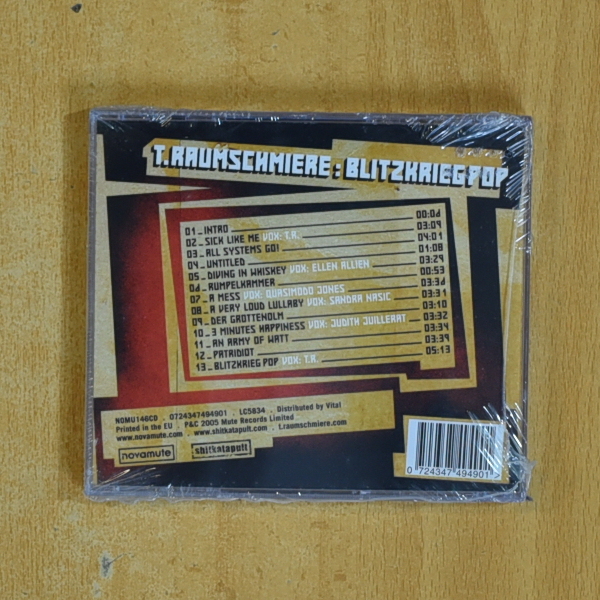 T.RAUMSCHMIERE : BLITZKRIEGPOP
01 _ INTRO 00:06
02 _ SICK LIKE ME VOX: T.R. 03:09
03 _ ALL SYSTEMS GO! 04:01
04 _ UNTITLED 01:08
05 _ DIVING IN WHISKEY VOX: ELLEN ALLIEN 03:29
06 _ RUMPELKAMMER 00:53
07 _ A MESS VOX: QUASIMODO JONES 03:36
08 _ A VERY LOUD LULLABY VOX: SANDRA NASIC 03:31
09 _ DER GROTTENOLM 03:10
10 _ 3 MINUTES HAPPINESS VOX: JUDITH JUILLERAT 03:32
11 _ AN ARMY OF WATT 03:34
12 _ PATRIDIOT 03:39
13 _ BLITZKRIEG POP VOX: T.R. 05:13
NOMU146CD . 0724347494901 . LC5834 . Distributed by Vital
Printed in the EU . P&C 2005 Mute Records Limited
www.novamute.com . www.shitkatapult.com . t.raumschmiere.com
novamute shitkatapult
0 724347 494901 >